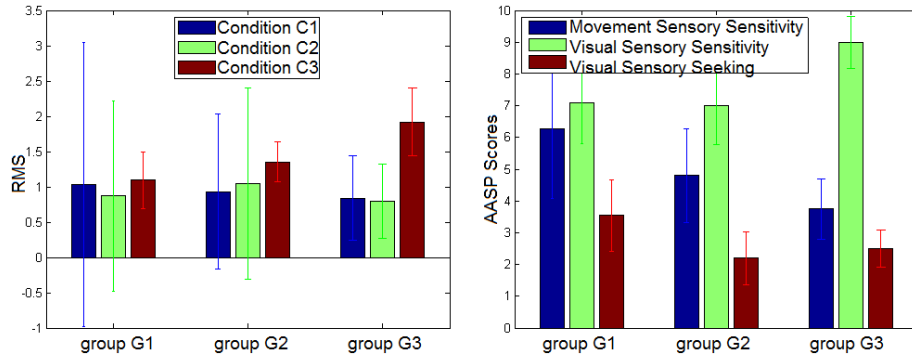 3.5
3
2.5
2
1.5
1
0.5
0
-0.5
-1
RMS
Condition C1
Condition C2
Condition C3
group G1 group G2 group G3
10
9
8
7
6
5
4
3
2
1
0
AASP Scores
Movement Sensory Sensitivity
Visual Sensory Sensitivity
Visual Sensory Seeking
group G1 group G2 group G3